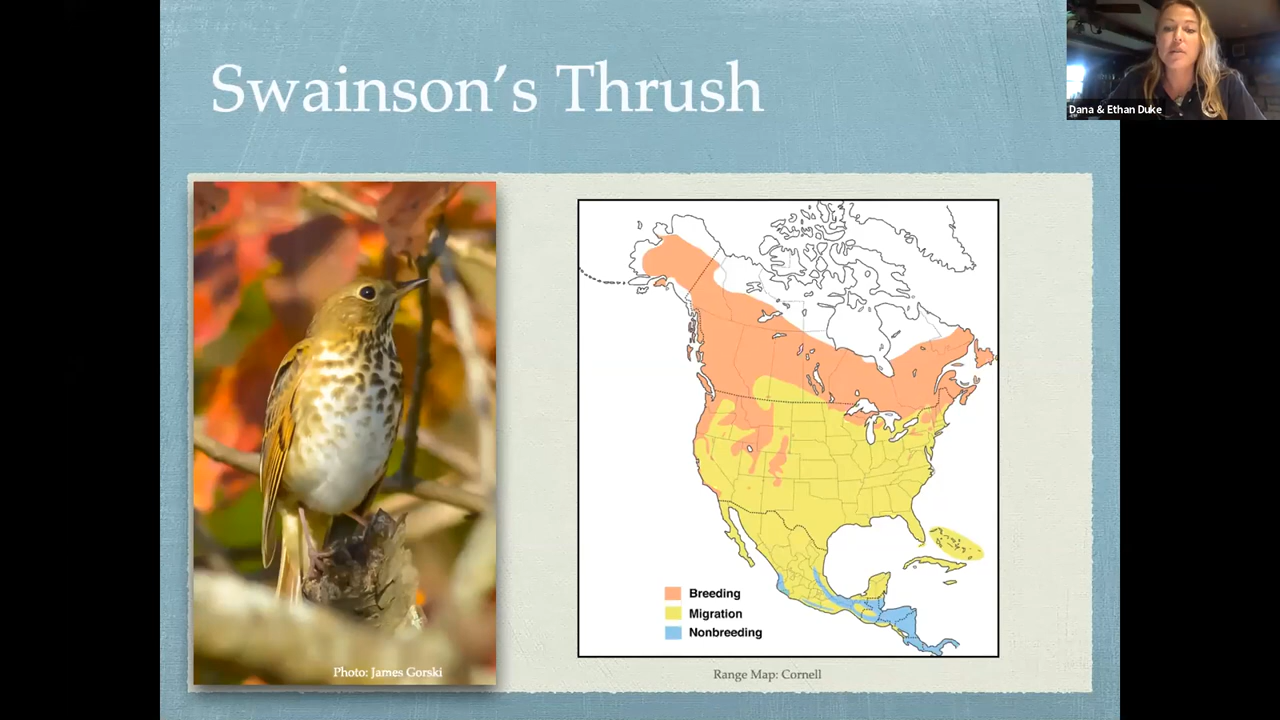 Swainson's Thrush
Dana & Ethan Duke
Breeding
Migration
Nonbreeding
Photo: James Gorski
Range Map: Cornell